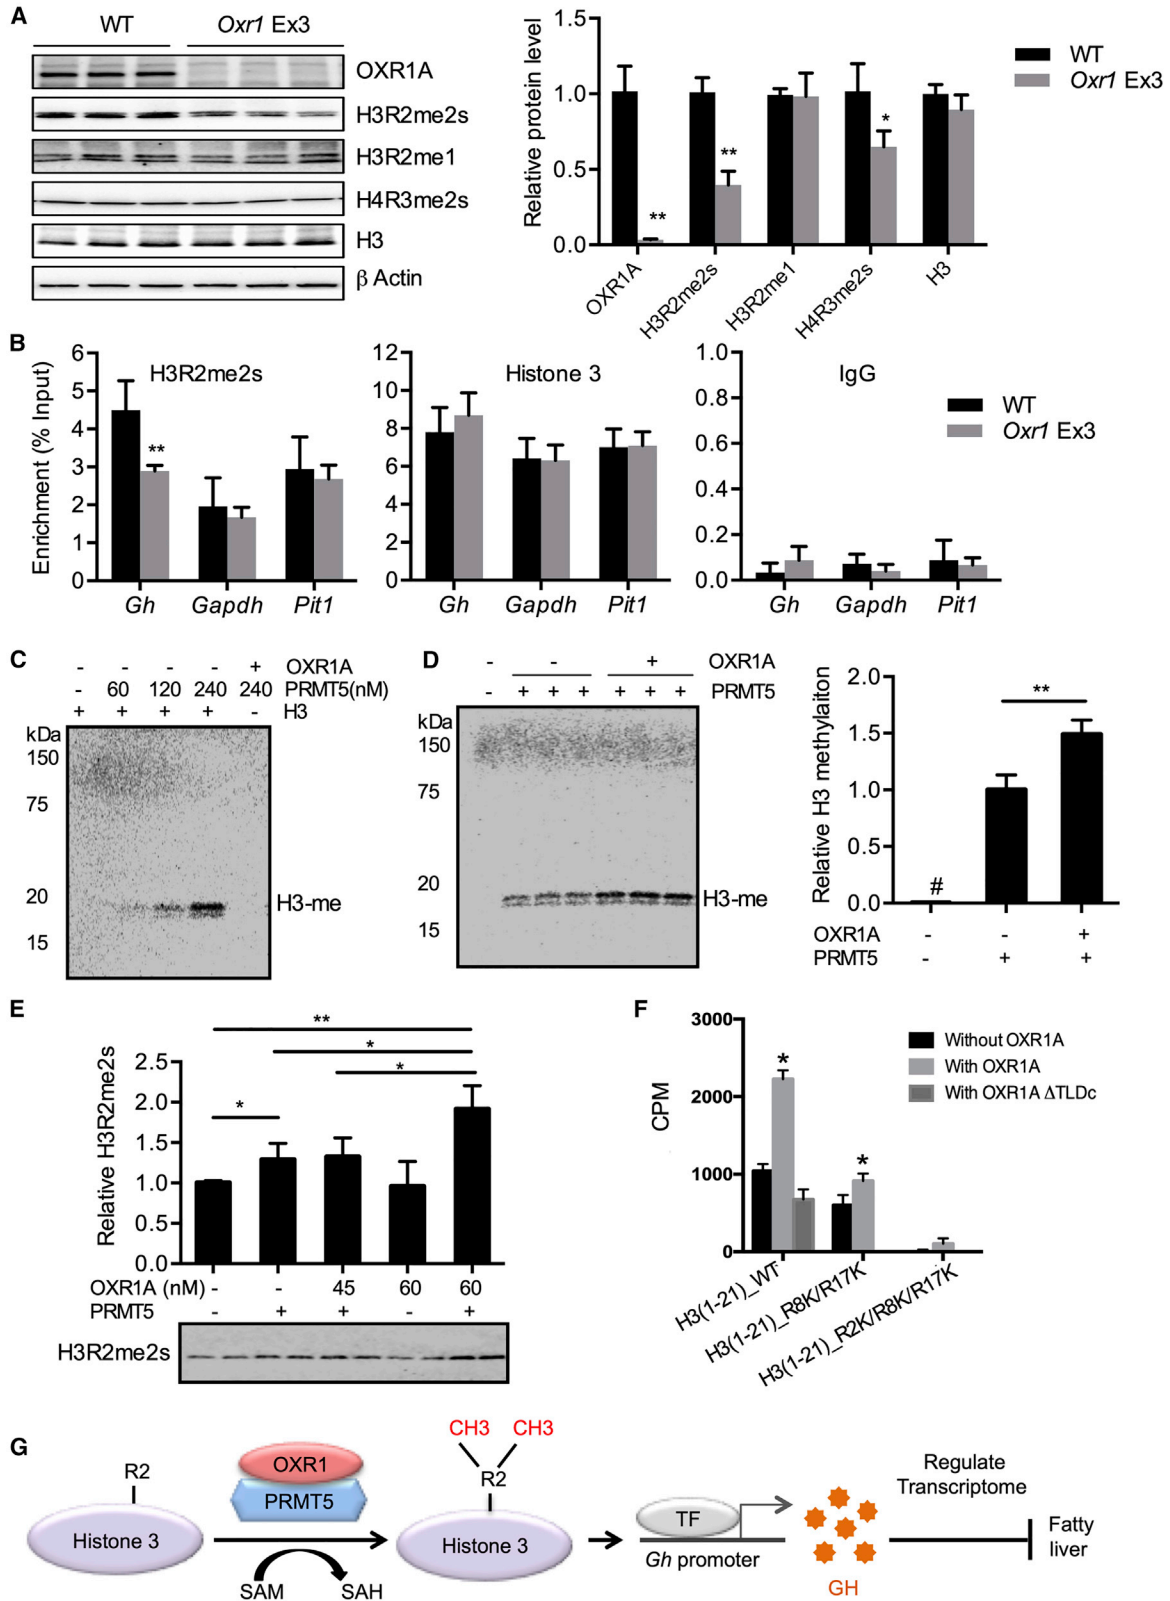 A
WT Oxr1 Ex3
OXR1A
H3R2me2s
H3R2me1
H4R3me2s
H3
β Actin
Relative protein level
1.5
1.0
0.5
0.0
** ** * 
OXR1A H3R2me2s H3R2me1 H4R3me2s H3
WT
Oxr1 Ex3
B
Enrichment (% Input)
H3R2me2s
6
5
4
3
2
1
0
**
Gh Gapdh Pit1
Histone 3
12
10
8
6
4
2
0
Gh Gapdh Pit1
IgG
1.0
0.8
0.6
0.4
0.2
0.0
Gh Gapdh Pit1
WT
Oxr1 Ex3
C
- - - - + OXR1A
- 60 120 240 240 PRMT5(nM)
+ + + + - H3
kDa
150
75
20
15
H3-me
D
- - + OXR1A
- + + + + + + PRMT5
kDa
150
75
20
15
H3-me
Relative H3 methylaiton
2.0
1.5
1.0
0.5
0.0
**
#
OXR1A - - +
PRMT5 - + +
E
Relative H3R2me2s
2.5
2.0
1.5
1.0
0.5
0.0
**
*
*
*
OXR1A (nM) - - 45 60 60
PRMT5 - + + - +
H3R2me2s
F
CPM
3000
2000
1000
0
*
*
Without OXR1A
With OXR1A
With OXR1A ΔTLDc
H3(1-21)_WT
H3(1-21)_R8K/R17K
H3(1-21)_R2K/R8K/R17K
G
R2
Histone 3
OXR1
PRMT5
SAM SAH
CH3 CH3
R2
Histone 3
TF
Gh promoter
GH
Regulate
Transcriptome
Fatty
liver